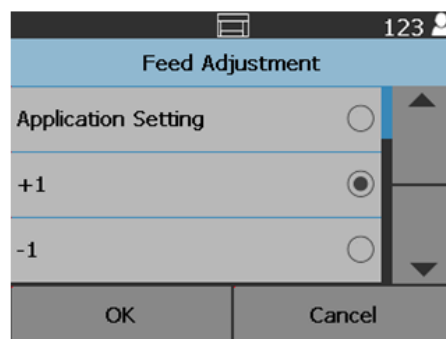 123
Feed Adjustment
Application Setting
+1
-1
OK
Cancel